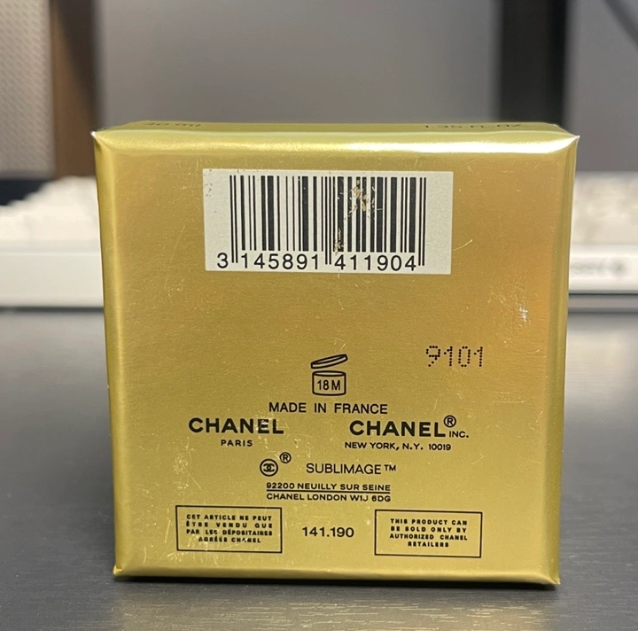 3 145891 411904
9101
18M
MADE IN FRANCE
CHANEL CHANEL® INC.
PARIS NEW YORK, N.Y. 10019
® SUBLIMAGE™
92200 NEUILLY SUR SEINE
CHANEL LONDON W1J 6DG
CET ARTICLE NE PEUT
ÊTRE VENDU QUE
PAR LES DÉPOSITAIRES
AGRÉÉS CHANEL
141.190
THIS PRODUCT CAN
BE SOLD ONLY BY
AUTHORIZED CHANEL
RETAILERS